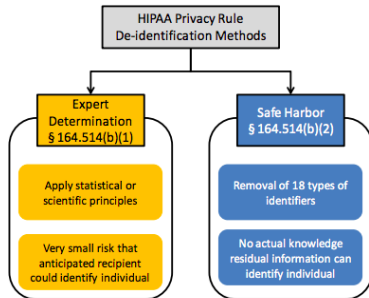 HIPAA Privacy Rule
De-identification Methods
Expert
Determination
§ 164.514(b)(1)
Apply statistical or
scientific principles
Very small risk that
anticipated recipient
could identify individual
Safe Harbor
§ 164.514(b)(2)
Removal of 18 types of
identifiers
No actual knowledge
residual information can
identify individual